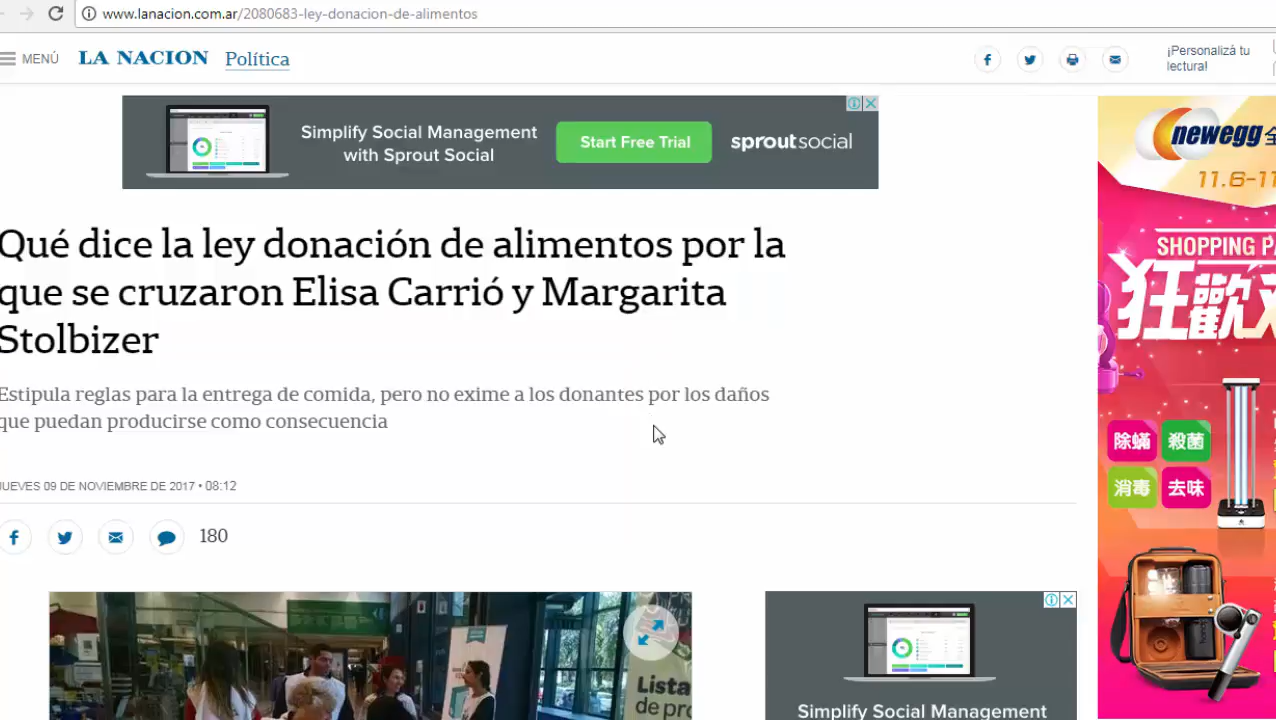 www.lanacion.com.ar/2080683-ley-donacion-de-alimentos
MENÚ LA NACION Política
¡Personalizá tu
lectura!
Simplify Social Management
with Sprout Social
Start Free Trial
sproutsocial
Qué dice la ley donación de alimentos por la
que se cruzaron Elisa Carrió y Margarita
Stolbizer
Estipula reglas para la entrega de comida, pero no exime a los donantes por los daños
que puedan producirse como consecuencia
JUEVES 09 DE NOVIEMBRE DE 2017 • 08:12
180
Lista
de pro
Simplify Social Management
newegg 全
11.6-11
SHOPPING PA
狂歡
除蟎 殺菌
消毒 去味